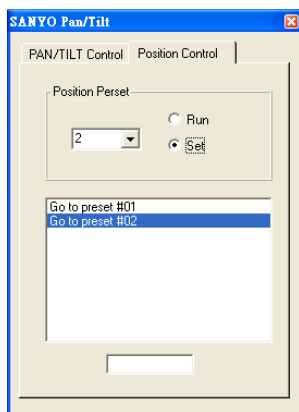 SANYO Pan/Tilt
PAN/TILT Control Position Control
Position Perset
Run
2
Set
Go to preset #01
Go to preset #02